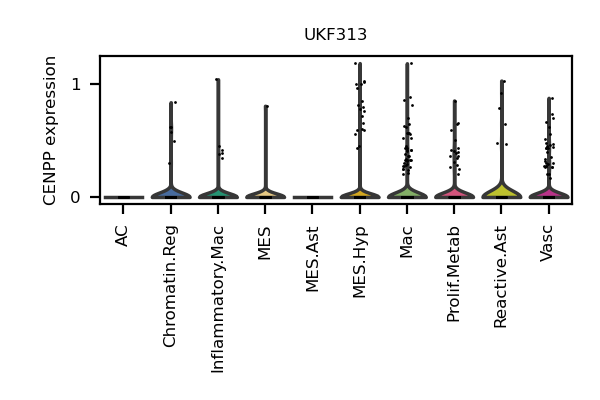 UKF313
CENPP expression
1
0
AC
Chromatin.Reg
Inflammatory.Mac
MES
MES.Ast
MES.Hyp
Mac
Prolif.Metab
Reactive.Ast
Vasc